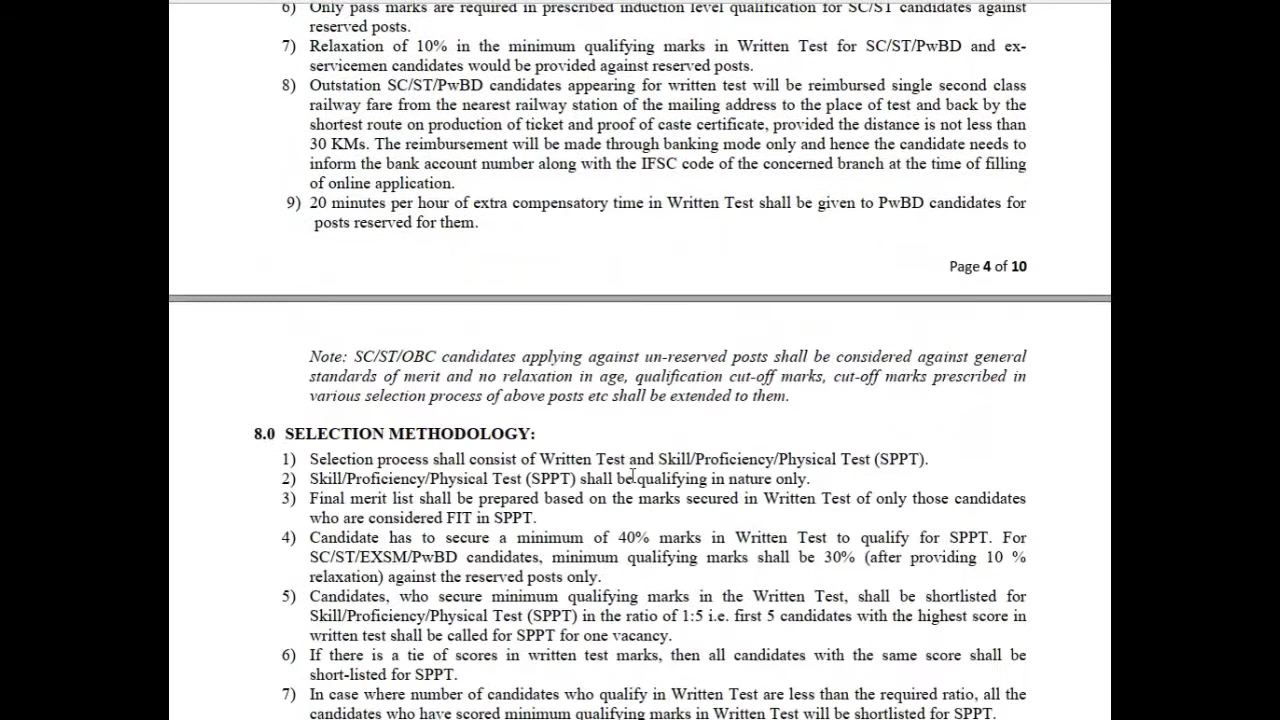 6) Only pass marks are required in prescribed induction level qualification for SC/ST candidates against
reserved posts.
7) Relaxation of 10% in the minimum qualifying marks in Written Test for SC/ST/PwBD and ex-
servicemen candidates would be provided against reserved posts.
8) Outstation SC/ST/PwBD candidates appearing for written test will be reimbursed single second class
railway fare from the nearest railway station of the mailing address to the place of test and back by the
shortest route on production of ticket and proof of caste certificate, provided the distance is not less than
30 KMs. The reimbursement will be made through banking mode only and hence the candidate needs to
inform the bank account number along with the IFSC code of the concerned branch at the time of filling
of online application.
9) 20 minutes per hour of extra compensatory time in Written Test shall be given to PwBD candidates for
posts reserved for them.
Page 4 of 10
Note: SC/ST/OBC candidates applying against un-reserved posts shall be considered against general
standards of merit and no relaxation in age, qualification cut-off marks, cut-off marks prescribed in
various selection process of above posts etc shall be extended to them.
8.0 SELECTION METHODOLOGY:
1) Selection process shall consist of Written Test and Skill/Proficiency/Physical Test (SPPT).
2) Skill/Proficiency/Physical Test (SPPT) shall be qualifying in nature only.
3) Final merit list shall be prepared based on the marks secured in Written Test of only those candidates
who are considered FIT in SPPT.
4) Candidate has to secure a minimum of 40% marks in Written Test to qualify for SPPT. For
SC/ST/EXSM/PwBD candidates, minimum qualifying marks shall be 30% (after providing 10 %
relaxation) against the reserved posts only.
5) Candidates, who secure minimum qualifying marks in the Written Test, shall be shortlisted for
Skill/Proficiency/Physical Test (SPPT) in the ratio of 1:5 i.e. first 5 candidates with the highest score in
written test shall be called for SPPT for one vacancy.
6) If there is a tie of scores in written test marks, then all candidates with the same score shall be
short-listed for SPPT.
7) In case where number of candidates who qualify in Written Test are less than the required ratio, all the
candidates who have scored minimum qualifying marks in Written Test will be shortlisted for SPPT.